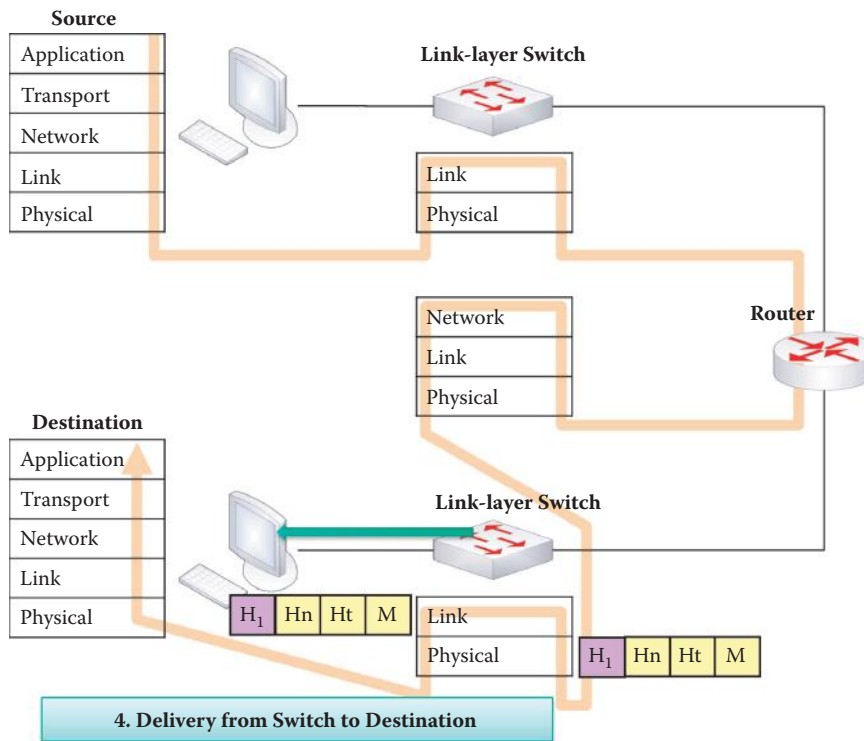 Source
Application
Transport
Network
Link
Physical
Link-layer Switch
Link
Physical
Network
Link
Physical
Router
Destination
Application
Transport
Network
Link
Physical
Link-layer Switch
H1 Hn Ht M
Link
Physical
H1 Hn Ht M
4. Delivery from Switch to Destination